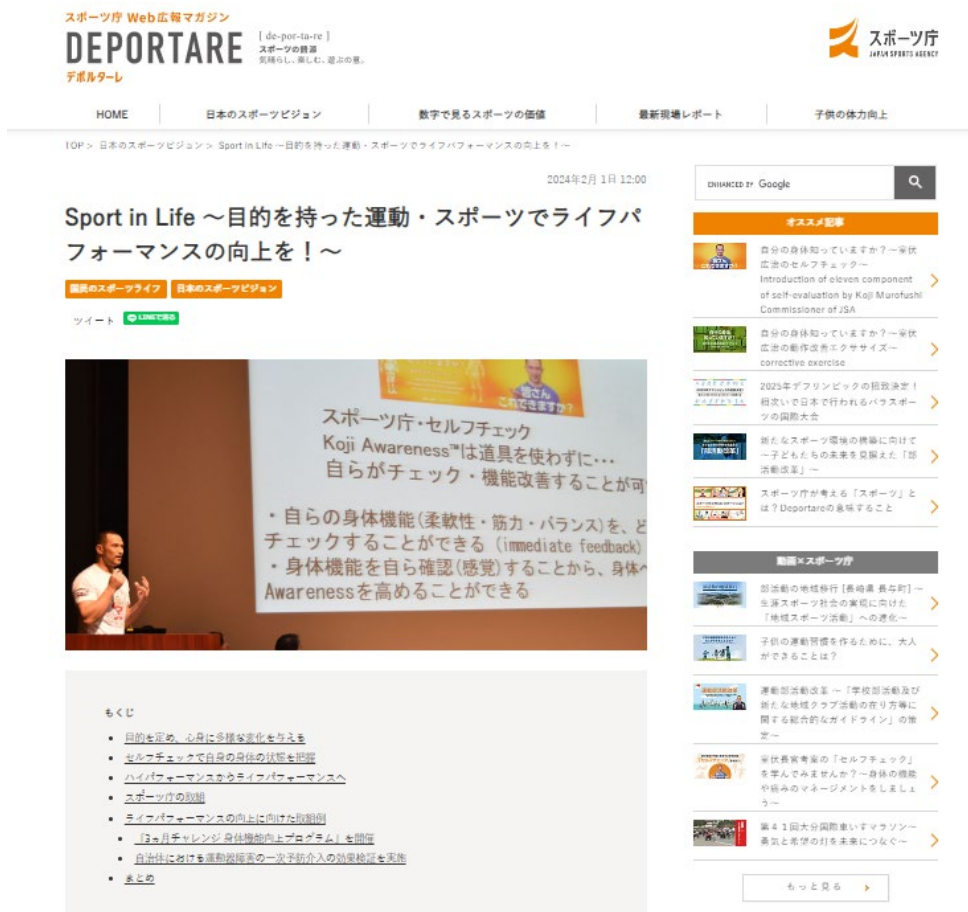 スポーツ庁 Web広報マガジン
DEPORTARE
デポルターレ
[ de-por-ta-re ]
スポーツの語源
気晴らし、楽しむ、遊ぶの意。
スポーツ庁
JAPAN SPORTS AGENCY
HOME
日本のスポーツビジョン
数字で見るスポーツの価値
最新現場レポート
子供の体力向上
TOP > 日本のスポーツビジョン > Sport in Life ～目的を持った運動・スポーツでライフパフォーマンスの向上を！～
2024年2月 1日 12:00
Sport in Life ～目的を持った運動・スポーツでライフパ
フォーマンスの向上を！～
国民のスポーツライフ
日本のスポーツビジョン
ツイート
LINEで送る
皆さん
これできますか?
スポーツ庁・セルフチェック
Koji Awareness™は道具を使わずに・・・
自らがチェック・機能改善することが可
・自らの身体機能(柔軟性・筋力・バランス)を、ど
チェックすることができる (immediate feedback)
・身体機能を自ら確認(感覚)することから、身体へ
Awarenessを高めることができる
もくじ
目的を定め、心身に多様な変化を与える
セルフチェックで自身の身体の状態を把握
ハイパフォーマンスからライフパフォーマンスへ
スポーツ庁の取組
ライフパフォーマンスの向上に向けた取組例
「3ヵ月チャレンジ 身体機能向上プログラム」を開催
自治体における運動器障害の一次予防介入の効果検証を実施
まとめ
ENHANCED BY Google
オススメ記事
自分の身体知っていますか？～室伏
広治のセルフチェック～
Introduction of eleven component
of self-evaluation by Koji Murofushi
Commissioner of JSA
自分の身体知っていますか？～室伏
広治の動作改善エクササイズ～
corrective exercise
2025年デフリンピックの招致決定！
相次いで日本で行われるパラスポー
ツの国際大会
新たなスポーツ環境の構築に向けて
～子どもたちの未来を見据えた「部
活動改革」～
スポーツ庁が考える「スポーツ」と
は？Deportareの意味すること
動画×スポーツ庁
部活動の地域移行 [長崎県 長与町] ～
生涯スポーツ社会の実現に向けた
「地域スポーツ活動」への進化～
子供の運動習慣を作るために、大人
ができることは？
運動部活動改革 ～「学校部活動及び
新たな地域クラブ活動の在り方等に
関する総合的なガイドライン」の策
定～
室伏長官考案の「セルフチェック」
を学んでみませんか？～身体の機能
や痛みのマネージメントをしましょ
う～
第４１回大分国際車いすマラソン～
勇気と希望の灯を未来につなぐ～
もっと見る